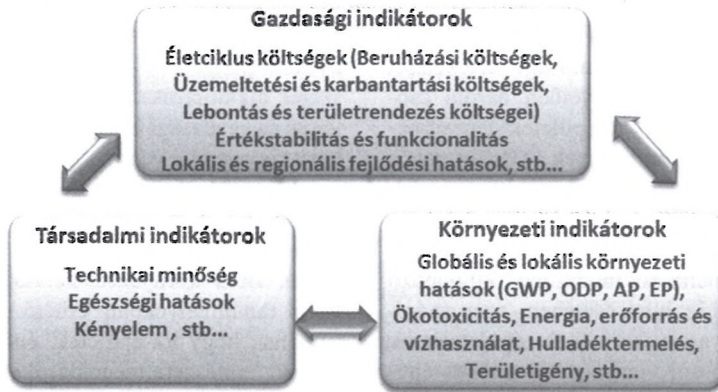 Gazdasági indikátorok
Életciklus költségek (Beruházási költségek,
Üzemeltetési és karbantartási költségek,
Lebontás és területrendezés költségei)
Értékstabilitás és funkcionalitás
Lokális és regionális fejlődési hatások, stb...
Társadalmi indikátorok
Technikai minőség
Egészségi hatások
Kényelem , stb...
Környezeti indikátorok
Globális és lokális környezeti
hatások (GWP, ODP, AP, EP),
Ökotoxicitás, Energia, erőforrás és
vízhasználat, Hulladéktermelés,
Területigény, stb...